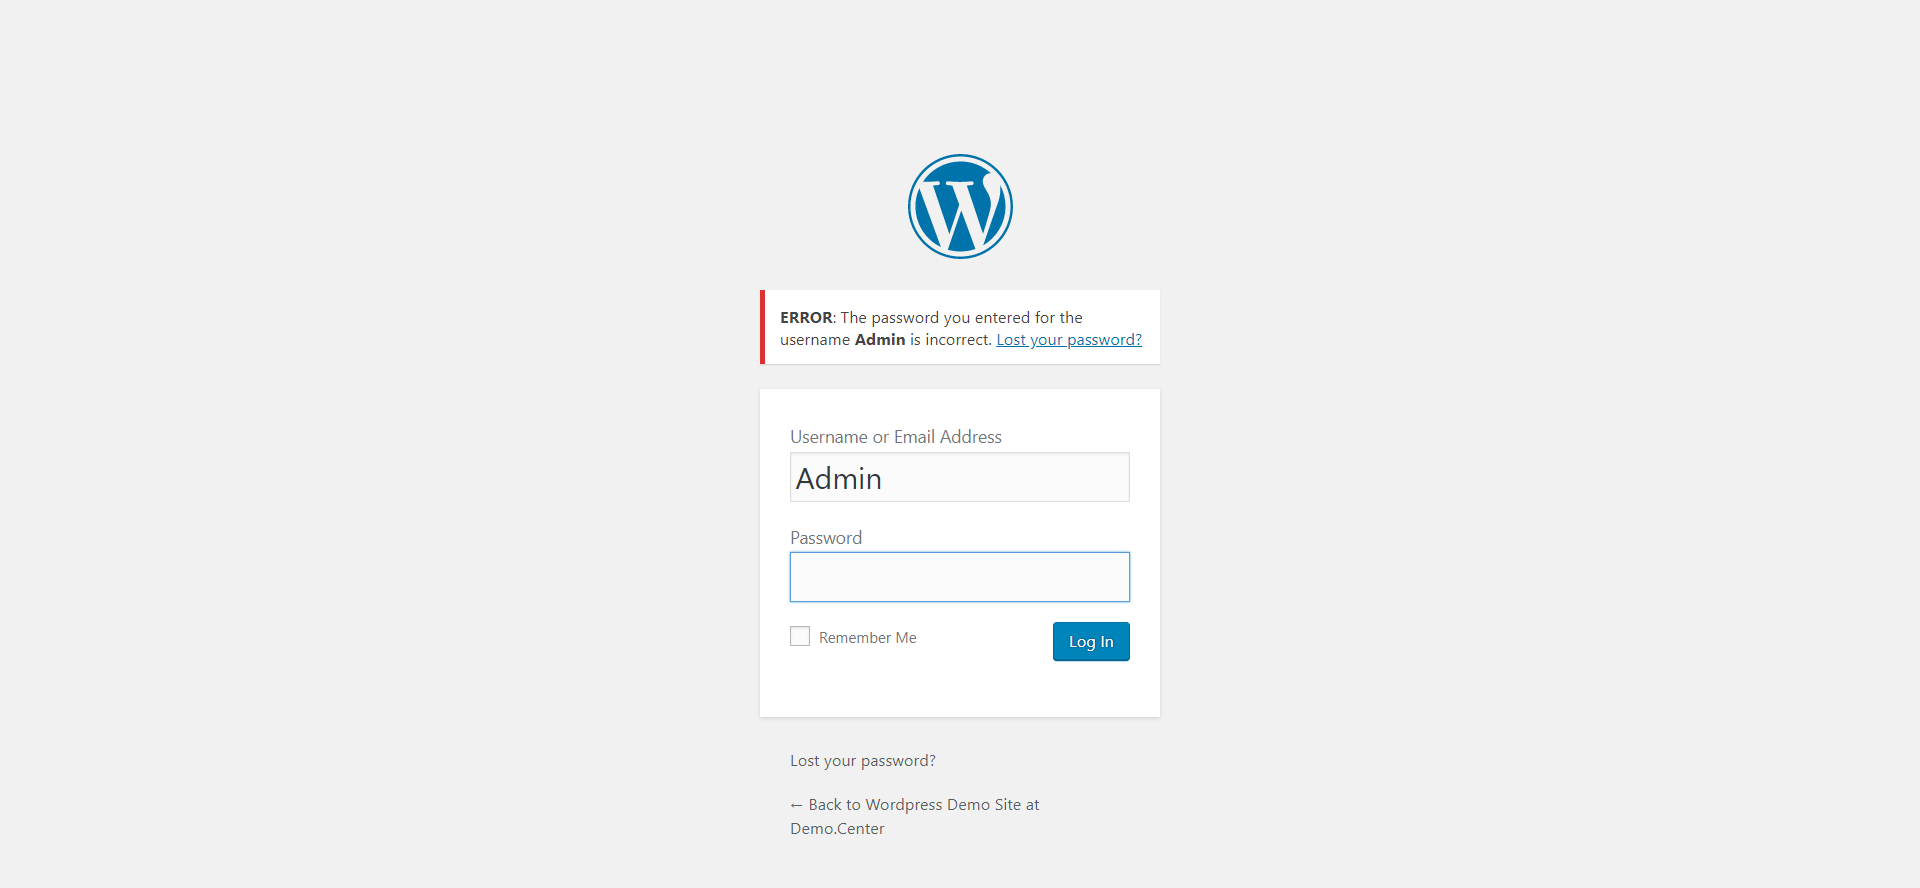 ERROR: The password you entered for the
username Admin is incorrect. Lost your password?
Username or Email Address
Admin
Password
Remember Me
Log In
Lost your password?
← Back to Wordpress Demo Site at
Demo.Center